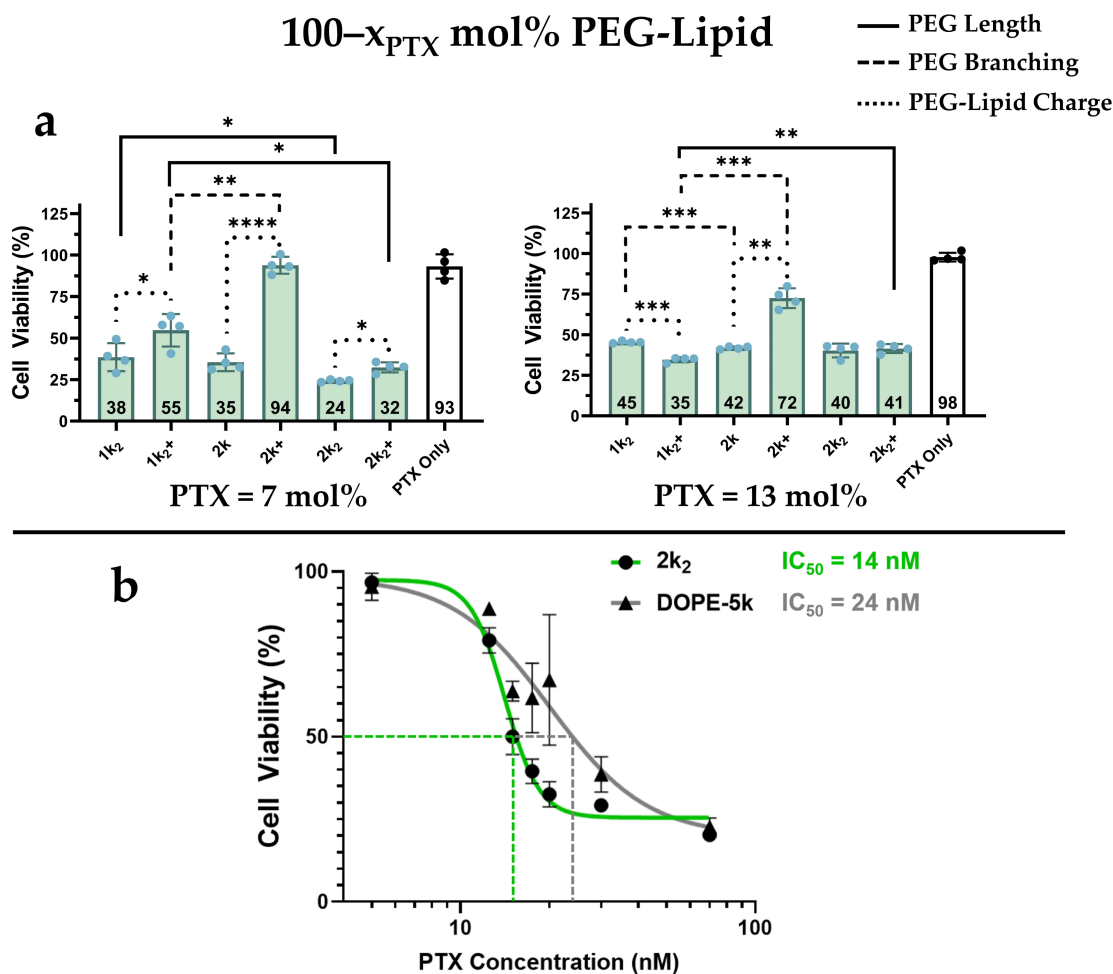 100–xPTX mol% PEG-Lipid
PEG Length
PEG Branching
PEG-Lipid Charge
a
*
*
**
****
*
*
Cell Viability (%)
125
100
75
50
25
0
38
55
35
94
24
32
93
1k2
1k2+
2k
2k+
2k2
2k2+
PTX Only
PTX = 7 mol%
**
***
***
**
***
Cell Viability (%)
125
100
75
50
25
0
45
35
42
72
40
41
98
1k2
1k2+
2k
2k+
2k2
2k2+
PTX Only
PTX = 13 mol%
b
2k2 IC50 = 14 nM
DOPE-5k IC50 = 24 nM
Cell Viability (%)
100
50
0
10
100
PTX Concentration (nM)